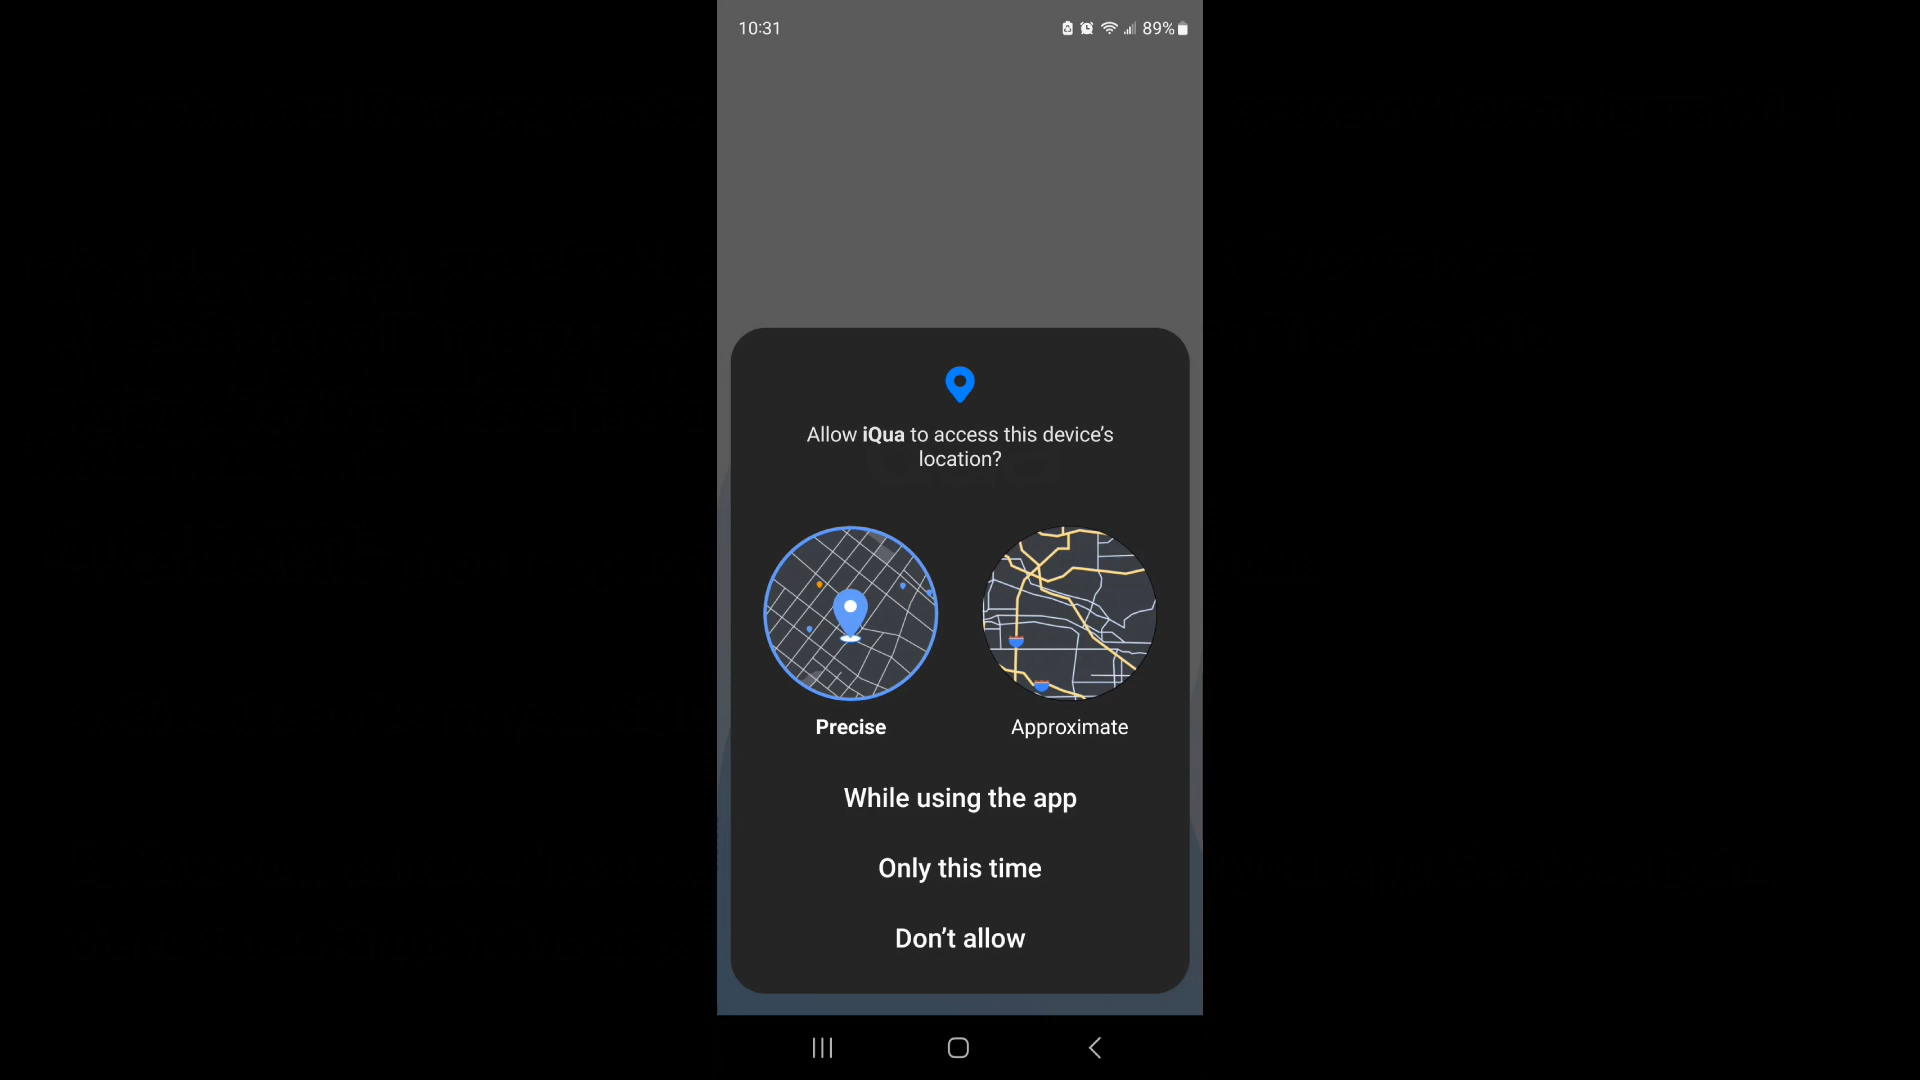 10:31
89%
Allow iQua to access this device’s
location?
Precise
Approximate
While using the app
Only this time
Don’t allow